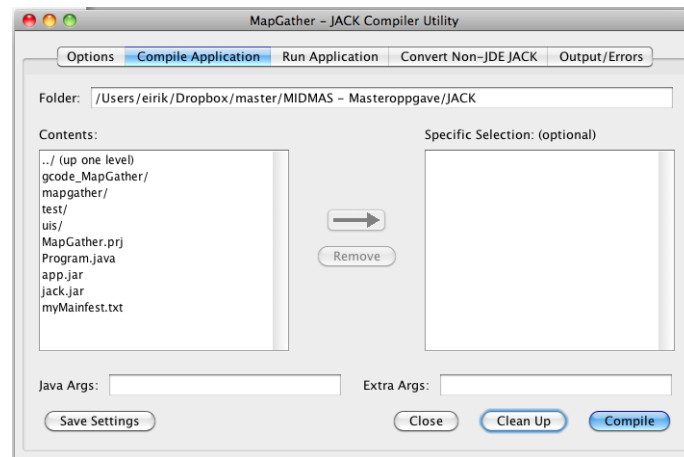 MapGather – JACK Compiler Utility
Options Compile Application Run Application Convert Non-JDE JACK Output/Errors
Folder: /Users/eirik/Dropbox/master/MIDMAS – Masteroppgave/JACK
Contents: Specific Selection: (optional)
../ (up one level)
gcode_MapGather/
mapgather/
test/
uis/
MapGather.prj
Program.java
app.jar
jack.jar
myMainfest.txt
Remove
Java Args: Extra Args:
Save Settings Close Clean Up Compile